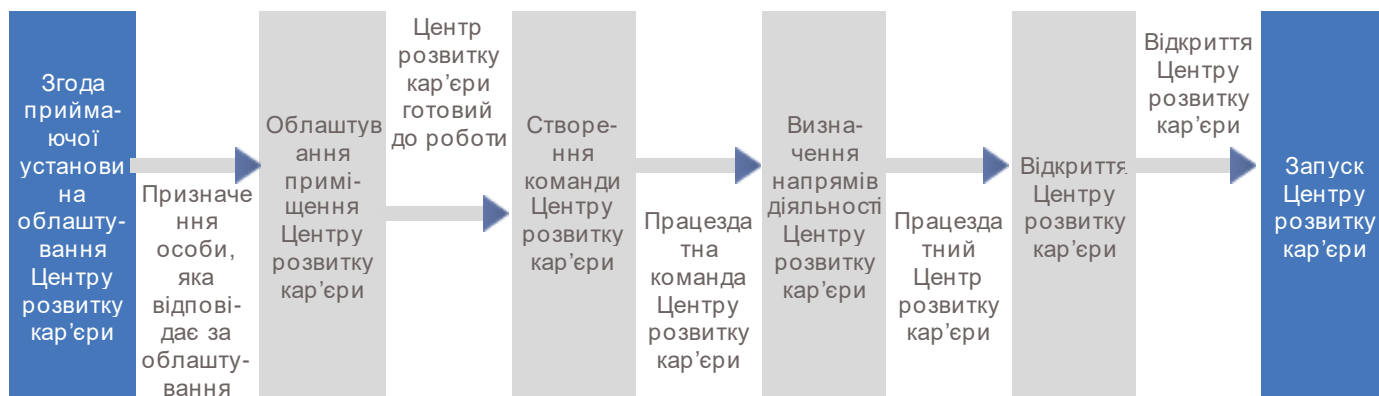 Згода
прийма-
ючої
установи
на
облашту-
вання
Центру
розвитку
кар’єри
Призначе
ння
особи,
яка
відпові-
дає за
облашту-
вання
Облаштув
ання
примі-
щення
Центру
розвитку
кар’єри
Центр
розвитку
кар’єри
готовий
до роботи
Створе-
ння
команди
Центру
розвитку
кар’єри
Працезда
тна
команда
Центру
розвитку
кар’єри
Визна-
чення
напрямів
діяльності
Центру
розвитку
кар’єри
Працезда
тний
Центр
розвитку
кар’єри
Відкриття
Центру
розвитку
кар’єри
Відкриття
Центру
розвитку
кар’єри
Запуск
Центру
розвитку
кар’єри